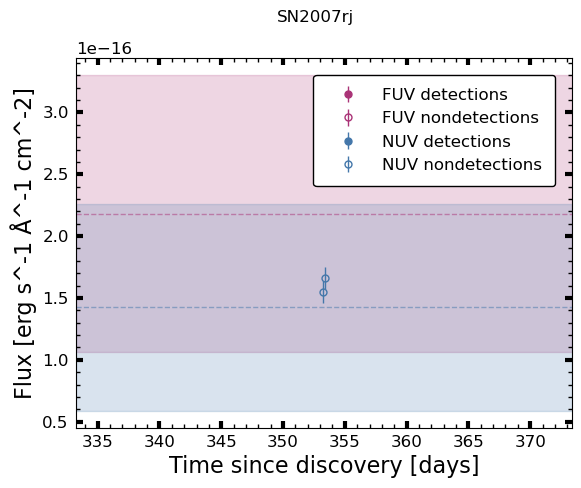 SN2007rj
1e−16
Flux [erg s^-1 Å^-1 cm^-2]
3.0
2.5
2.0
1.5
1.0
0.5
FUV detections
FUV nondetections
NUV detections
NUV nondetections
335 340 345 350 355 360 365 370
Time since discovery [days]